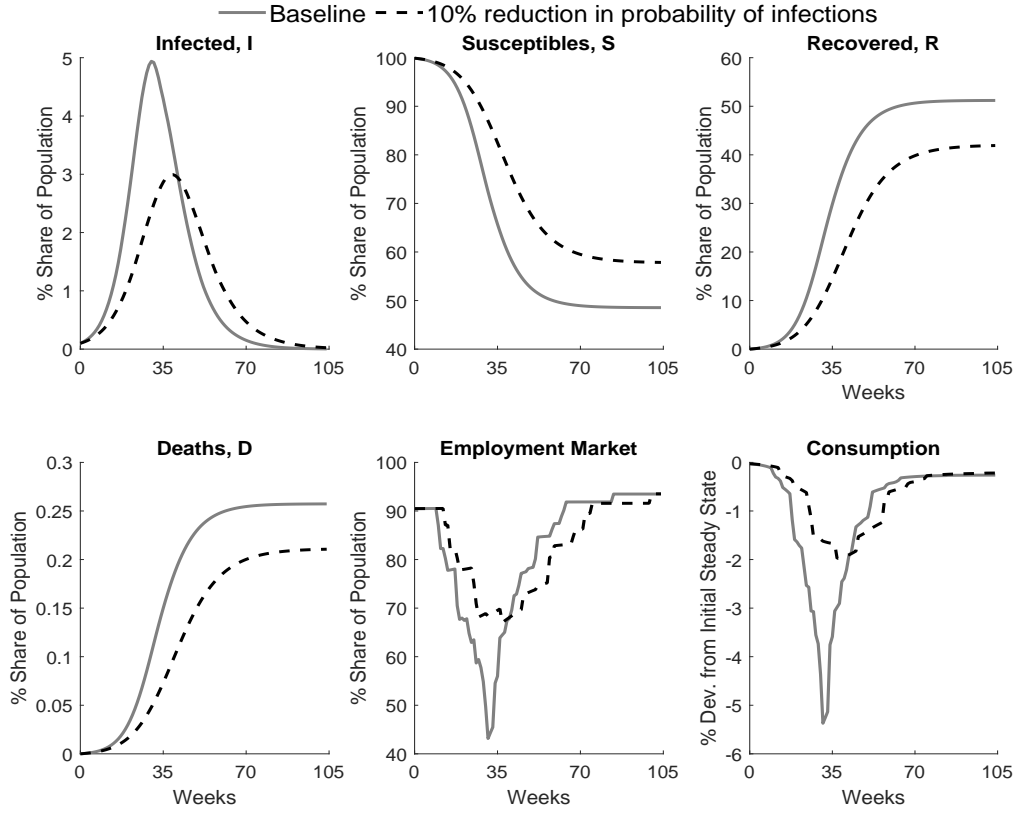 Baseline 10% reduction in probability of infections
Infected, I
% Share of Population
5
4
3
2
1
0
0 35 70 105
Susceptibles, S
% Share of Population
100
90
80
70
60
50
40
0 35 70 105
Recovered, R
% Share of Population
60
50
40
30
20
10
0
0 35 70 105
Weeks
Deaths, D
% Share of Population
0.3
0.25
0.2
0.15
0.1
0.05
0
0 35 70 105
Weeks
Employment Market
% Share of Population
100
90
80
70
60
50
40
0 35 70 105
Weeks
Consumption
% Dev. from Initial Steady State
0
-1
-2
-3
-4
-5
-6
0 35 70 105
Weeks